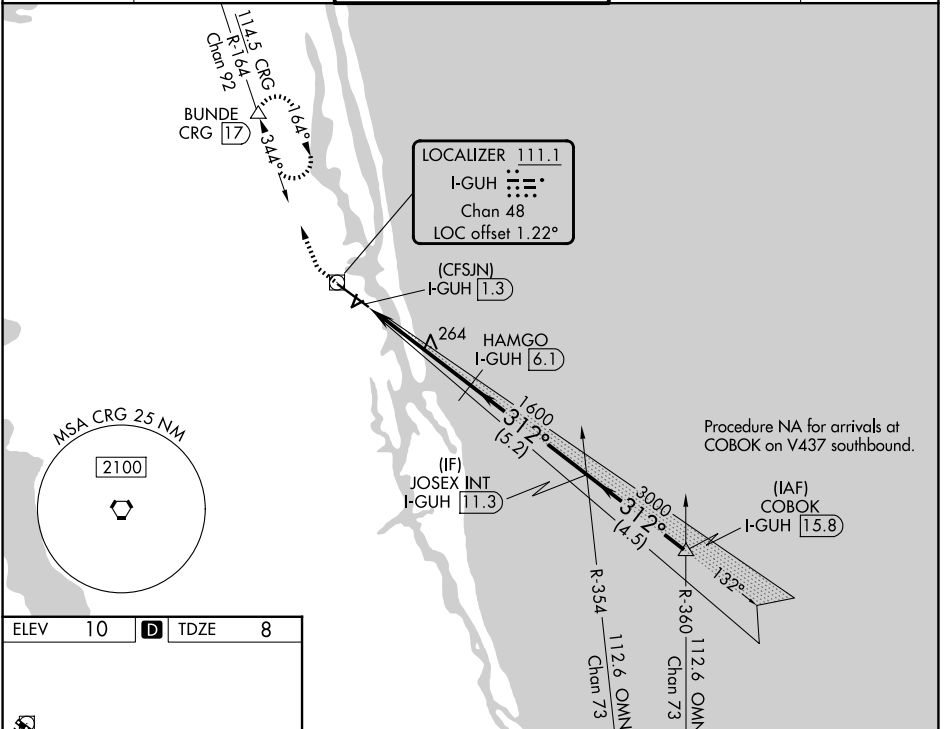 114.5 CRG
R-164
Chan 92
BUNDE
CRG 17
164°
344°
LOCALIZER 111.1
I-GUH
Chan 48
LOC offset 1.22°
(CFSJN)
I-GUH 1.3
264
HAMGO
I-GUH 6.1
1600
312°
(5.2)
Procedure NA for arrivals at
COBOK on V437 southbound.
(IF)
JOSEX INT
I-GUH 11.3
3000
312°
(4.5)
(IAF)
COBOK
I-GUH 15.8
132°
MSA CRG 25 NM
2100
R-354
112.6 OMN
Chan 73
R-360
112.6 OMN
Chan 73
ELEV 10 D TDZE 8